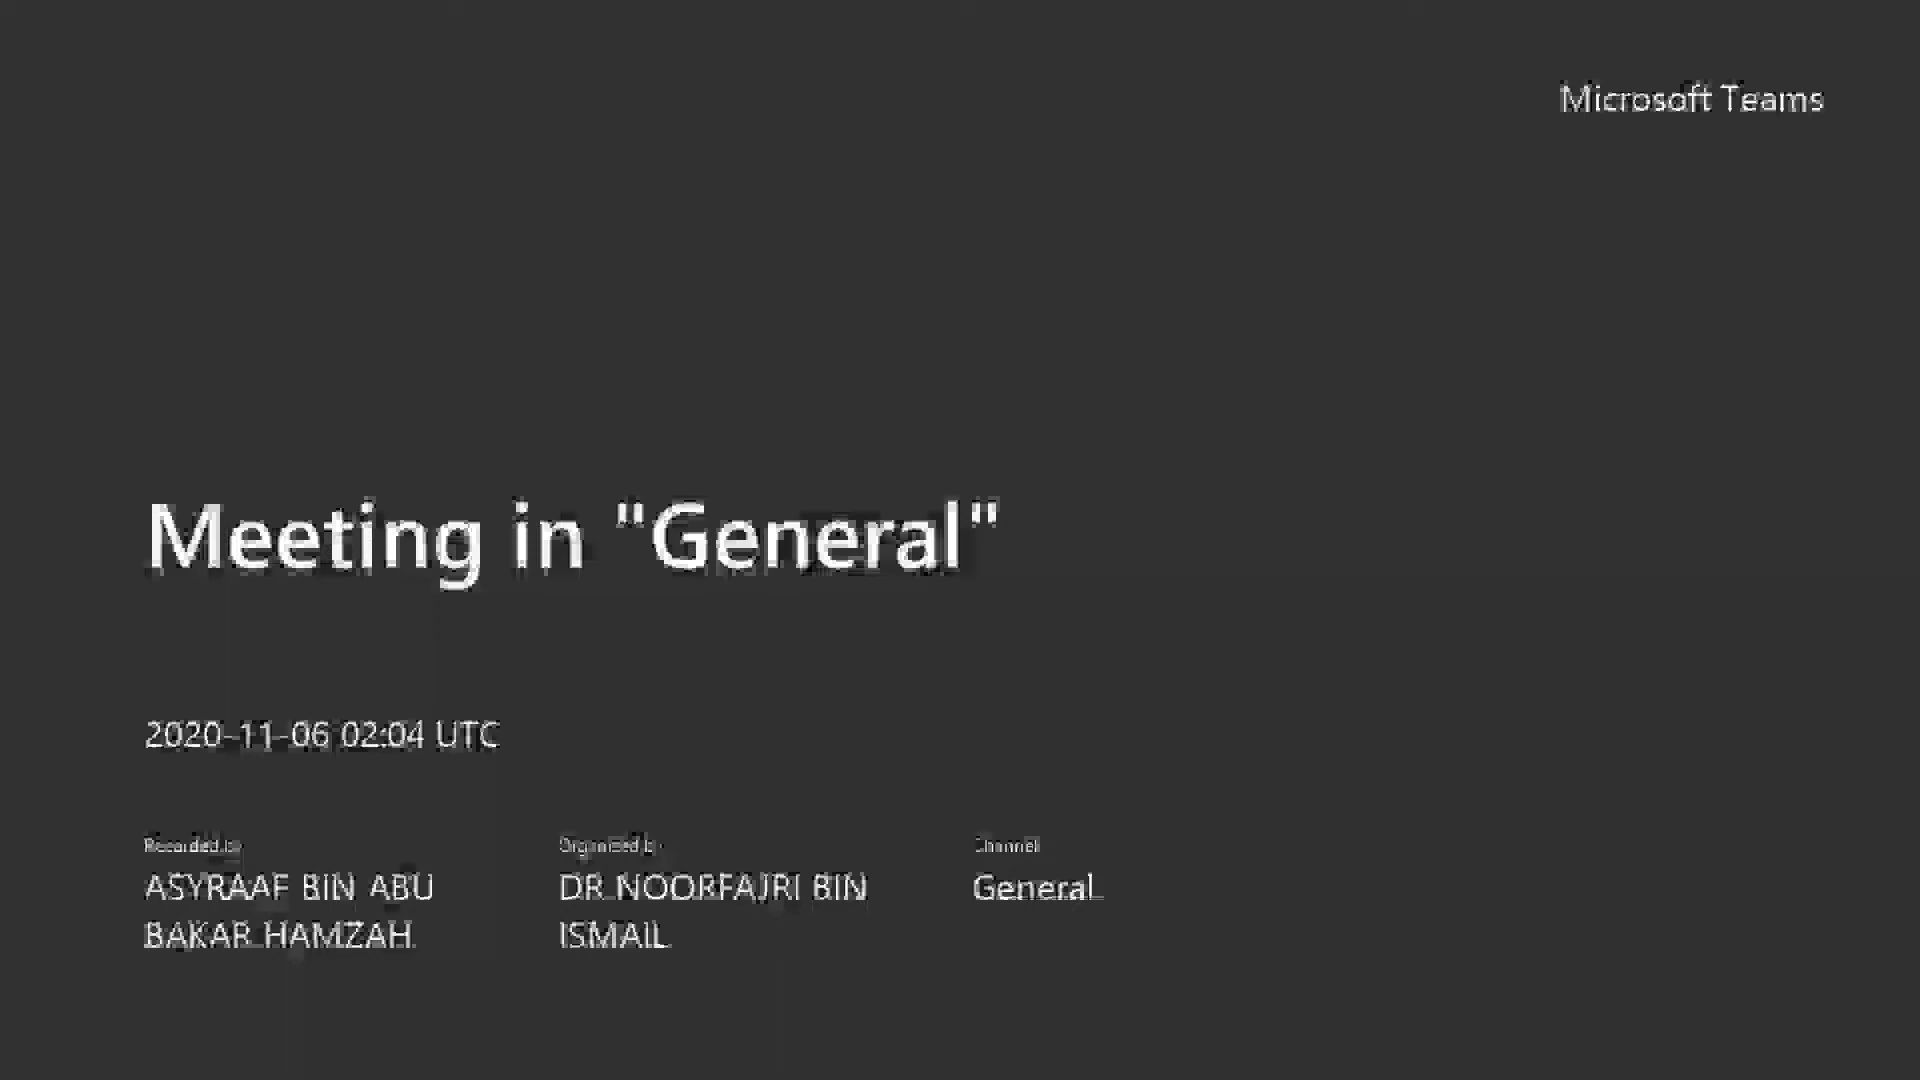 Microsoft Teams
Meeting in "General"
2020-11-06 02:04 UTC
Recorded by
Organized by
Channel
ASYRAAF BIN ABU
DR NOORFAJRI BIN
General
BAKAR HAMZAH
ISMAIL